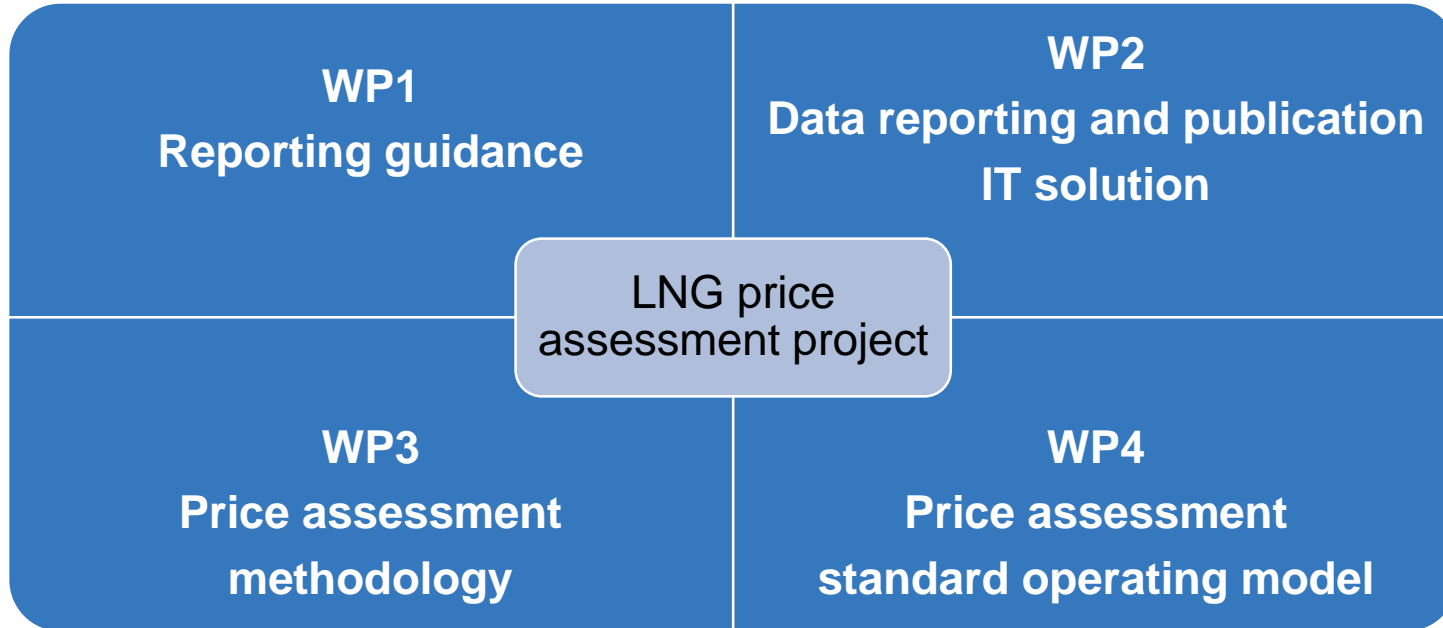 WP1
Reporting guidance
WP2
Data reporting and publication
IT solution
LNG price
assessment project
WP3
Price assessment
methodology
WP4
Price assessment
standard operating model